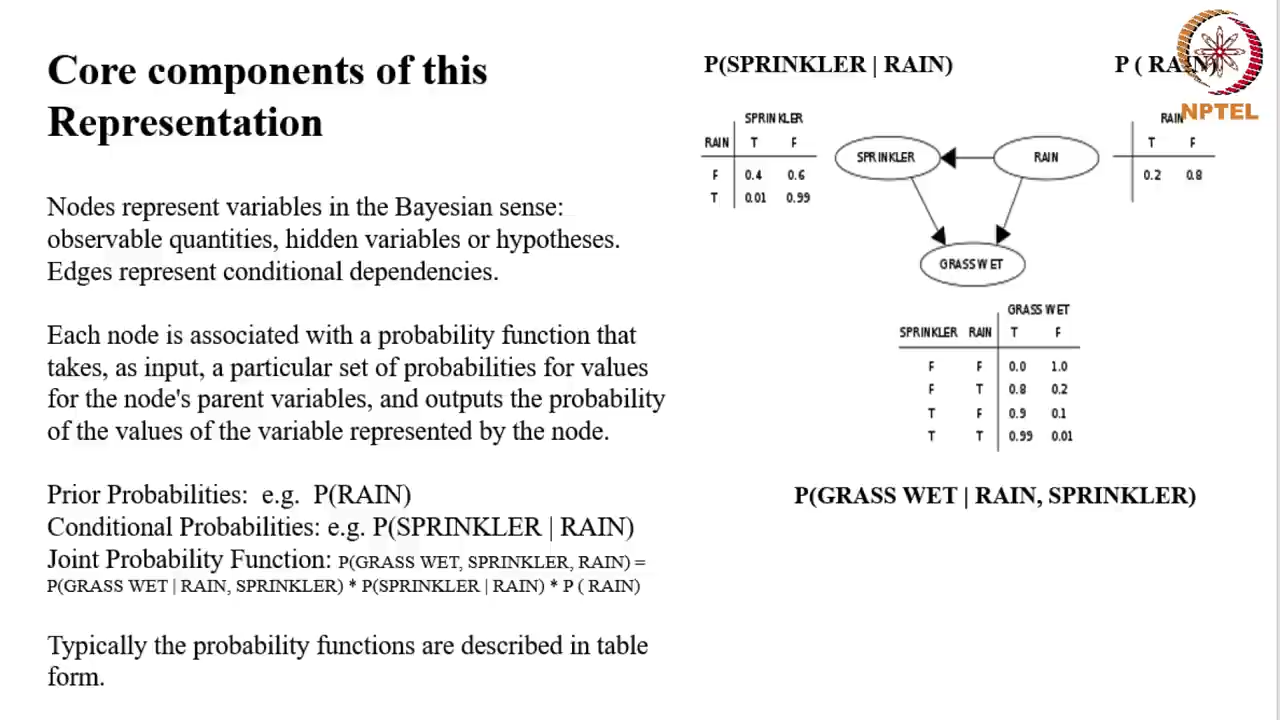 Core components of this
Representation
Nodes represent variables in the Bayesian sense:
observable quantities, hidden variables or hypotheses.
Edges represent conditional dependencies.
Each node is associated with a probability function that
takes, as input, a particular set of probabilities for values
for the node's parent variables, and outputs the probability
of the values of the variable represented by the node.
Prior Probabilities: e.g. P(RAIN)
Conditional Probabilities: e.g. P(SPRINKLER | RAIN)
Joint Probability Function: P(GRASS WET, SPRINKLER, RAIN) =
P(GRASS WET | RAIN, SPRINKLER) * P(SPRINKLER | RAIN) * P ( RAIN)
Typically the probability functions are described in table
form.
P(SPRINKLER | RAIN)
P ( RAIN)
NPTEL
SPRINKLER
RAIN T F
F 0.4 0.6
T 0.01 0.99
SPRINKLER
RAIN
RAIN
T F
0.2 0.8
GRASS WET
GRASS WET
SPRINKLER RAIN T F
F F 0.0 1.0
F T 0.8 0.2
T F 0.9 0.1
T T 0.99 0.01
P(GRASS WET | RAIN, SPRINKLER)